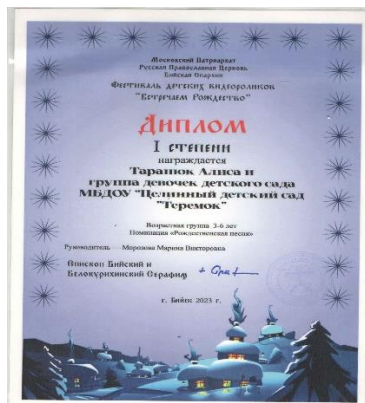 Московский Патриархат
Русская Православная Церковь
Бийская Епархия
Фестиваль детских видеороликов
"Встречаем Рождество"
Диплом
I степени
награждается
Таранюк Алиса и
группа девочек детского сада
МБДОУ "Целинный детский сад
"Теремок"
Возрастная группа 3-6 лет
Номинация «Рождественская песня»
Руководитель Миронова Марина Викторовна
Епископ Бийский и
Белокурихинский Серафим
г. Бийск 2023 г.